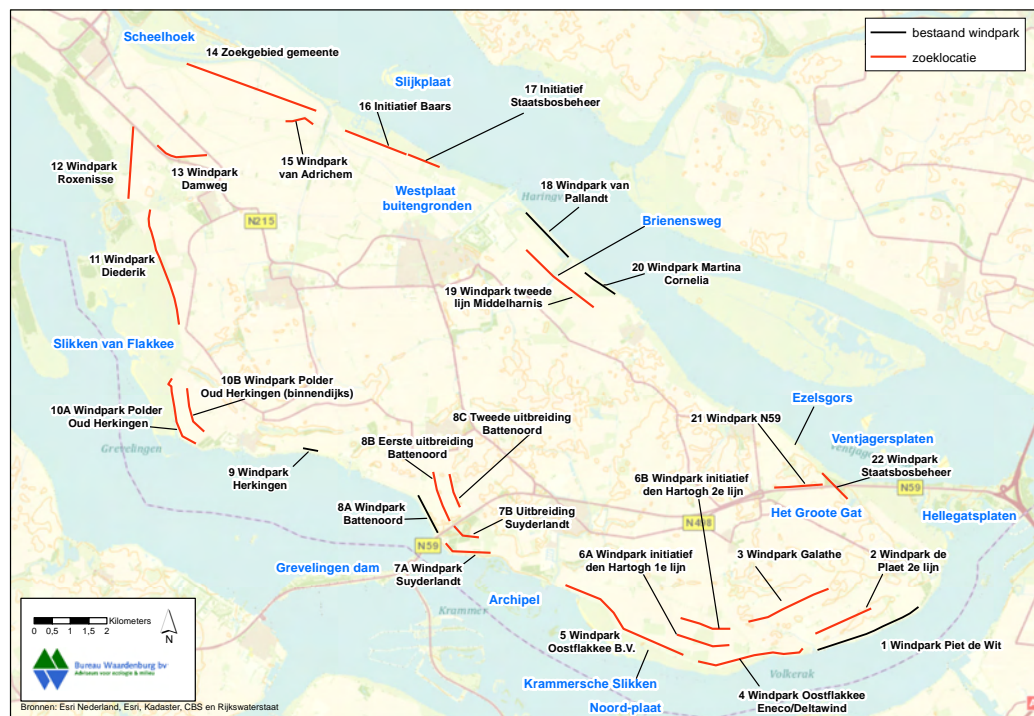 Scheelhoek
14 Zoekgebied gemeente
bestaand windpark
zoeklocatie
Slijkplaat
17 Initiatief
Staatsbosbeheer
16 Initiatief Baars
15 Windpark
van Adrichem
12 Windpark
Roxenisse
13 Windpark
Damweg
18 Windpark van
Pallandt
Westplaat
buitengronden
Brienensweg
N215
11 Windpark
Diederik
20 Windpark Martina
Cornelia
19 Windpark tweede
lijn Middelharnis
Slikken van Flakkee
10B Windpark Polder
Oud Herkingen (binnendijks)
10A Windpark Polder
Oud Herkingen
Grevelingen
8C Tweede uitbreiding
Battenoord
8B Eerste uitbreiding
Battenoord
9 Windpark
Herkingen
Ezelsgors
21 Windpark N59
Ventjagersplaten
22 Windpark
Staatsbosbeheer
6B Windpark initiatief
den Hartogh 2e lijn
N59
8A Windpark
Battenoord
7B Uitbreiding
Suyderlandt
N498
Het Groote Gat
Hellegatsplaten
N59
7A Windpark
Suyderlandt
Grevelingen dam
6A Windpark initiatief
den Hartogh 1e lijn
3 Windpark Galathe
2 Windpark de
Plaet 2e lijn
Archipel
Krammer
5 Windpark
Oostflakkee B.V.
1 Windpark Piet de Wit
Krammersche Slikken
Volkerak
4 Windpark Oostflakkee
Eneco/Deltawind
Noord-plaat
0 0,5 1 1,5 2
Kilometers
N
Bureau Waardenburg bv
Adviseurs voor ecologie & milieu
Bronnen: Esri Nederland, Esri, Kadaster, CBS en Rijkswaterstaat